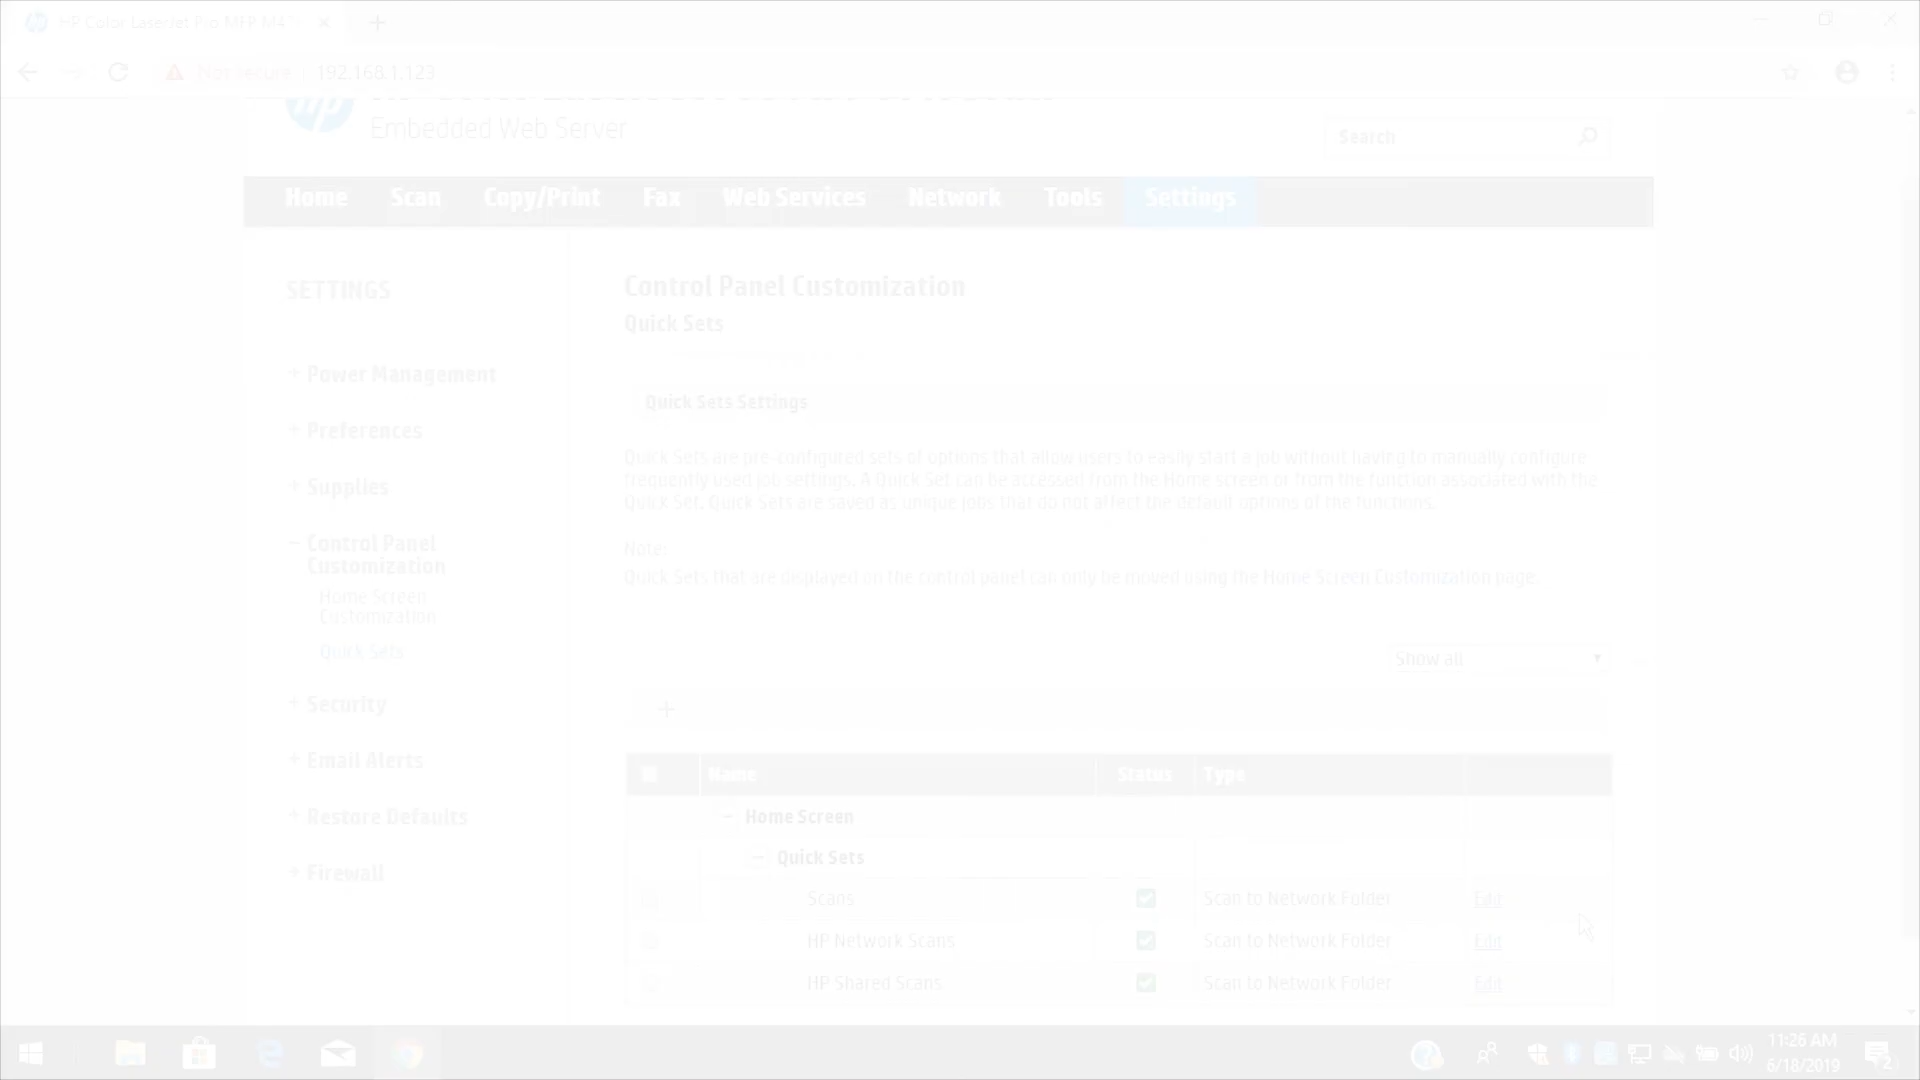 HP Color LaserJet Pro MFP M4
Not Secure | 192.168.1.123
hp
Embedded Web Server
Search
Home Scan Copy/Print Fax Web Services Network Tools Settings
SETTINGS
+ Power Management
+ Preferences
+ Supplies
− Control Panel
Customization
Home Screen
Customization
Quick Sets
+ Security
+ Email Alerts
+ Restore Defaults
+ Firewall
Control Panel Customization
Quick Sets
Quick Sets Settings
Quick Sets are pre-configured sets of options that allow users to easily start a job without having to manually configure
frequently used job settings. A Quick Set can be accessed from the Home screen or from the function associated with the
Quick Set. Quick Sets are saved as unique jobs that do not affect the default options of the functions.
Note:
Quick Sets that are displayed on the control panel can only be moved using the Home Screen Customization page.
Show all
+
Name Status Type
− Home Screen
− Quick Sets
Scans Scan to Network Folder Edit
HP Network Scans Scan to Network Folder Edit
HP Shared Scans Scan to Network Folder Edit
11:26 AM
6/18/2019
2